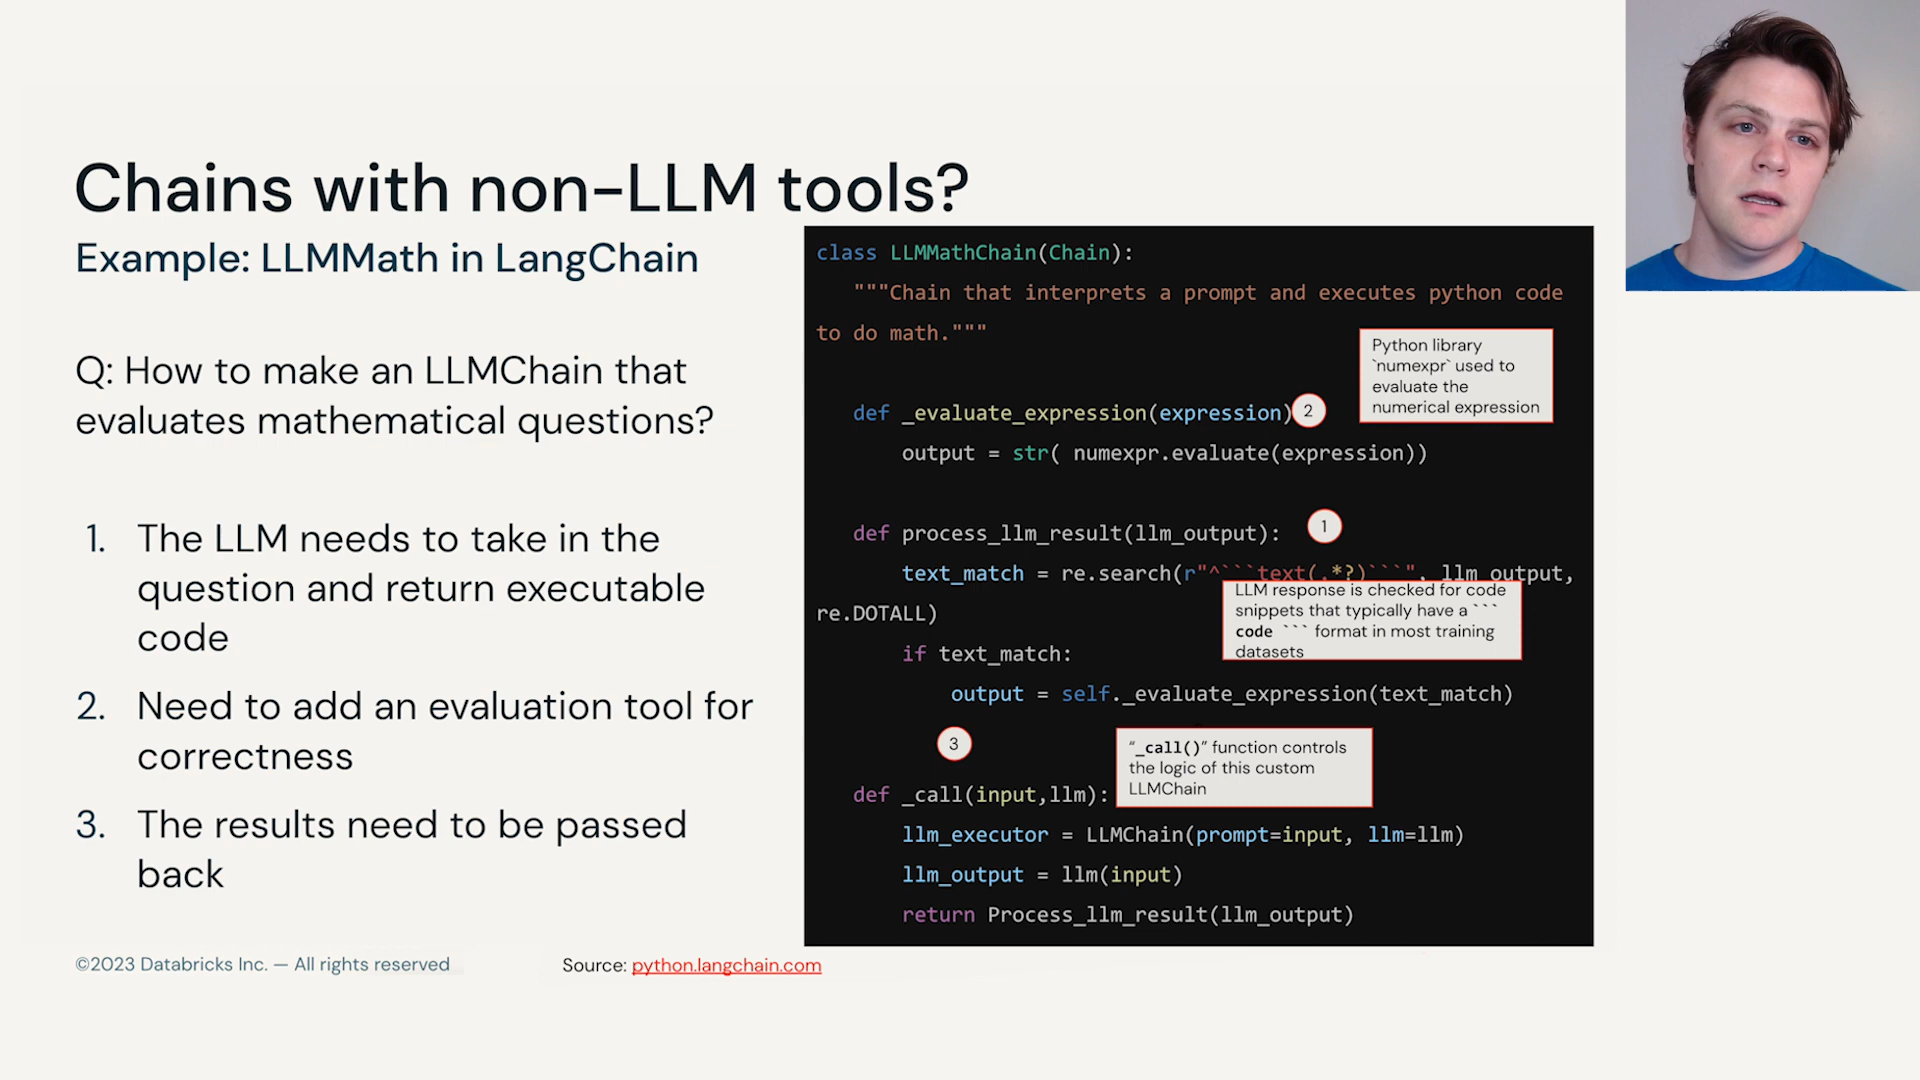 Chains with non-LLM tools?
Example: LLMMath in LangChain
Q: How to make an LLMChain that
evaluates mathematical questions?
1. The LLM needs to take in the
question and return executable
code
2. Need to add an evaluation tool for
correctness
3. The results need to be passed
back
class LLMMathChain(Chain):
"""Chain that interprets a prompt and executes python code
to do math."""
Python library
`numexpr` used to
evaluate the
numerical expression
def _evaluate_expression(expression)
2
output = str( numexpr.evaluate(expression))
def process_llm_result(llm_output):
1
text_match = re.search(r"^```text(.*?)```", llm_output,
re.DOTALL)
LLM response is checked for code
snippets that typically have a ```
code ``` format in most training
datasets
if text_match:
output = self._evaluate_expression(text_match)
3
"_call()" function controls
the logic of this custom
LLMChain
def _call(input,llm):
llm_executor = LLMChain(prompt=input, llm=llm)
llm_output = llm(input)
return Process_llm_result(llm_output)
©2023 Databricks Inc. — All rights reserved
Source: python.langchain.com